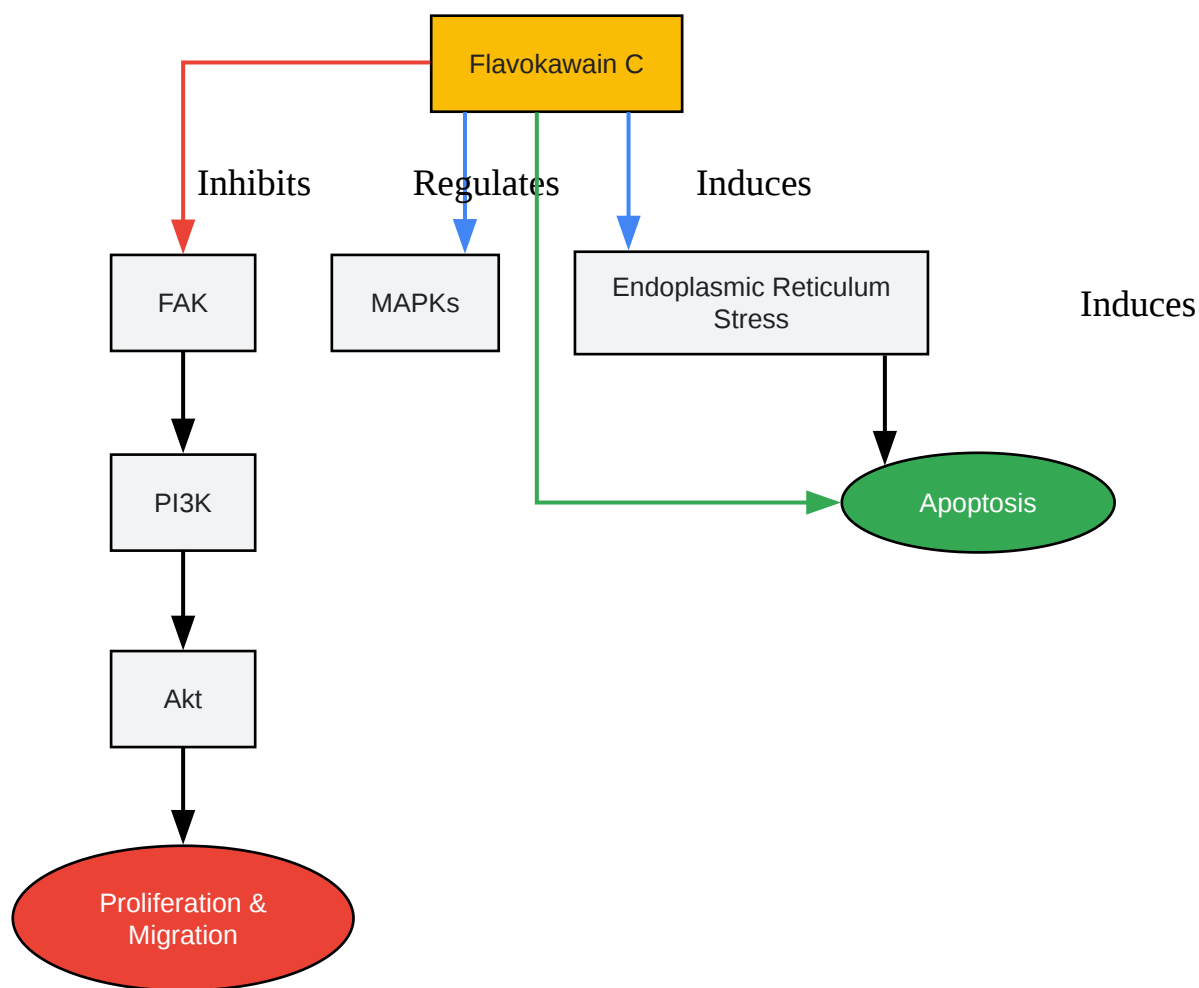 Flavokawain C
Inhibits
Regulates
Induces
FAK
MAPKs
Endoplasmic Reticulum
Stress
Induces
PI3K
Apoptosis
Akt
Proliferation &
Migration